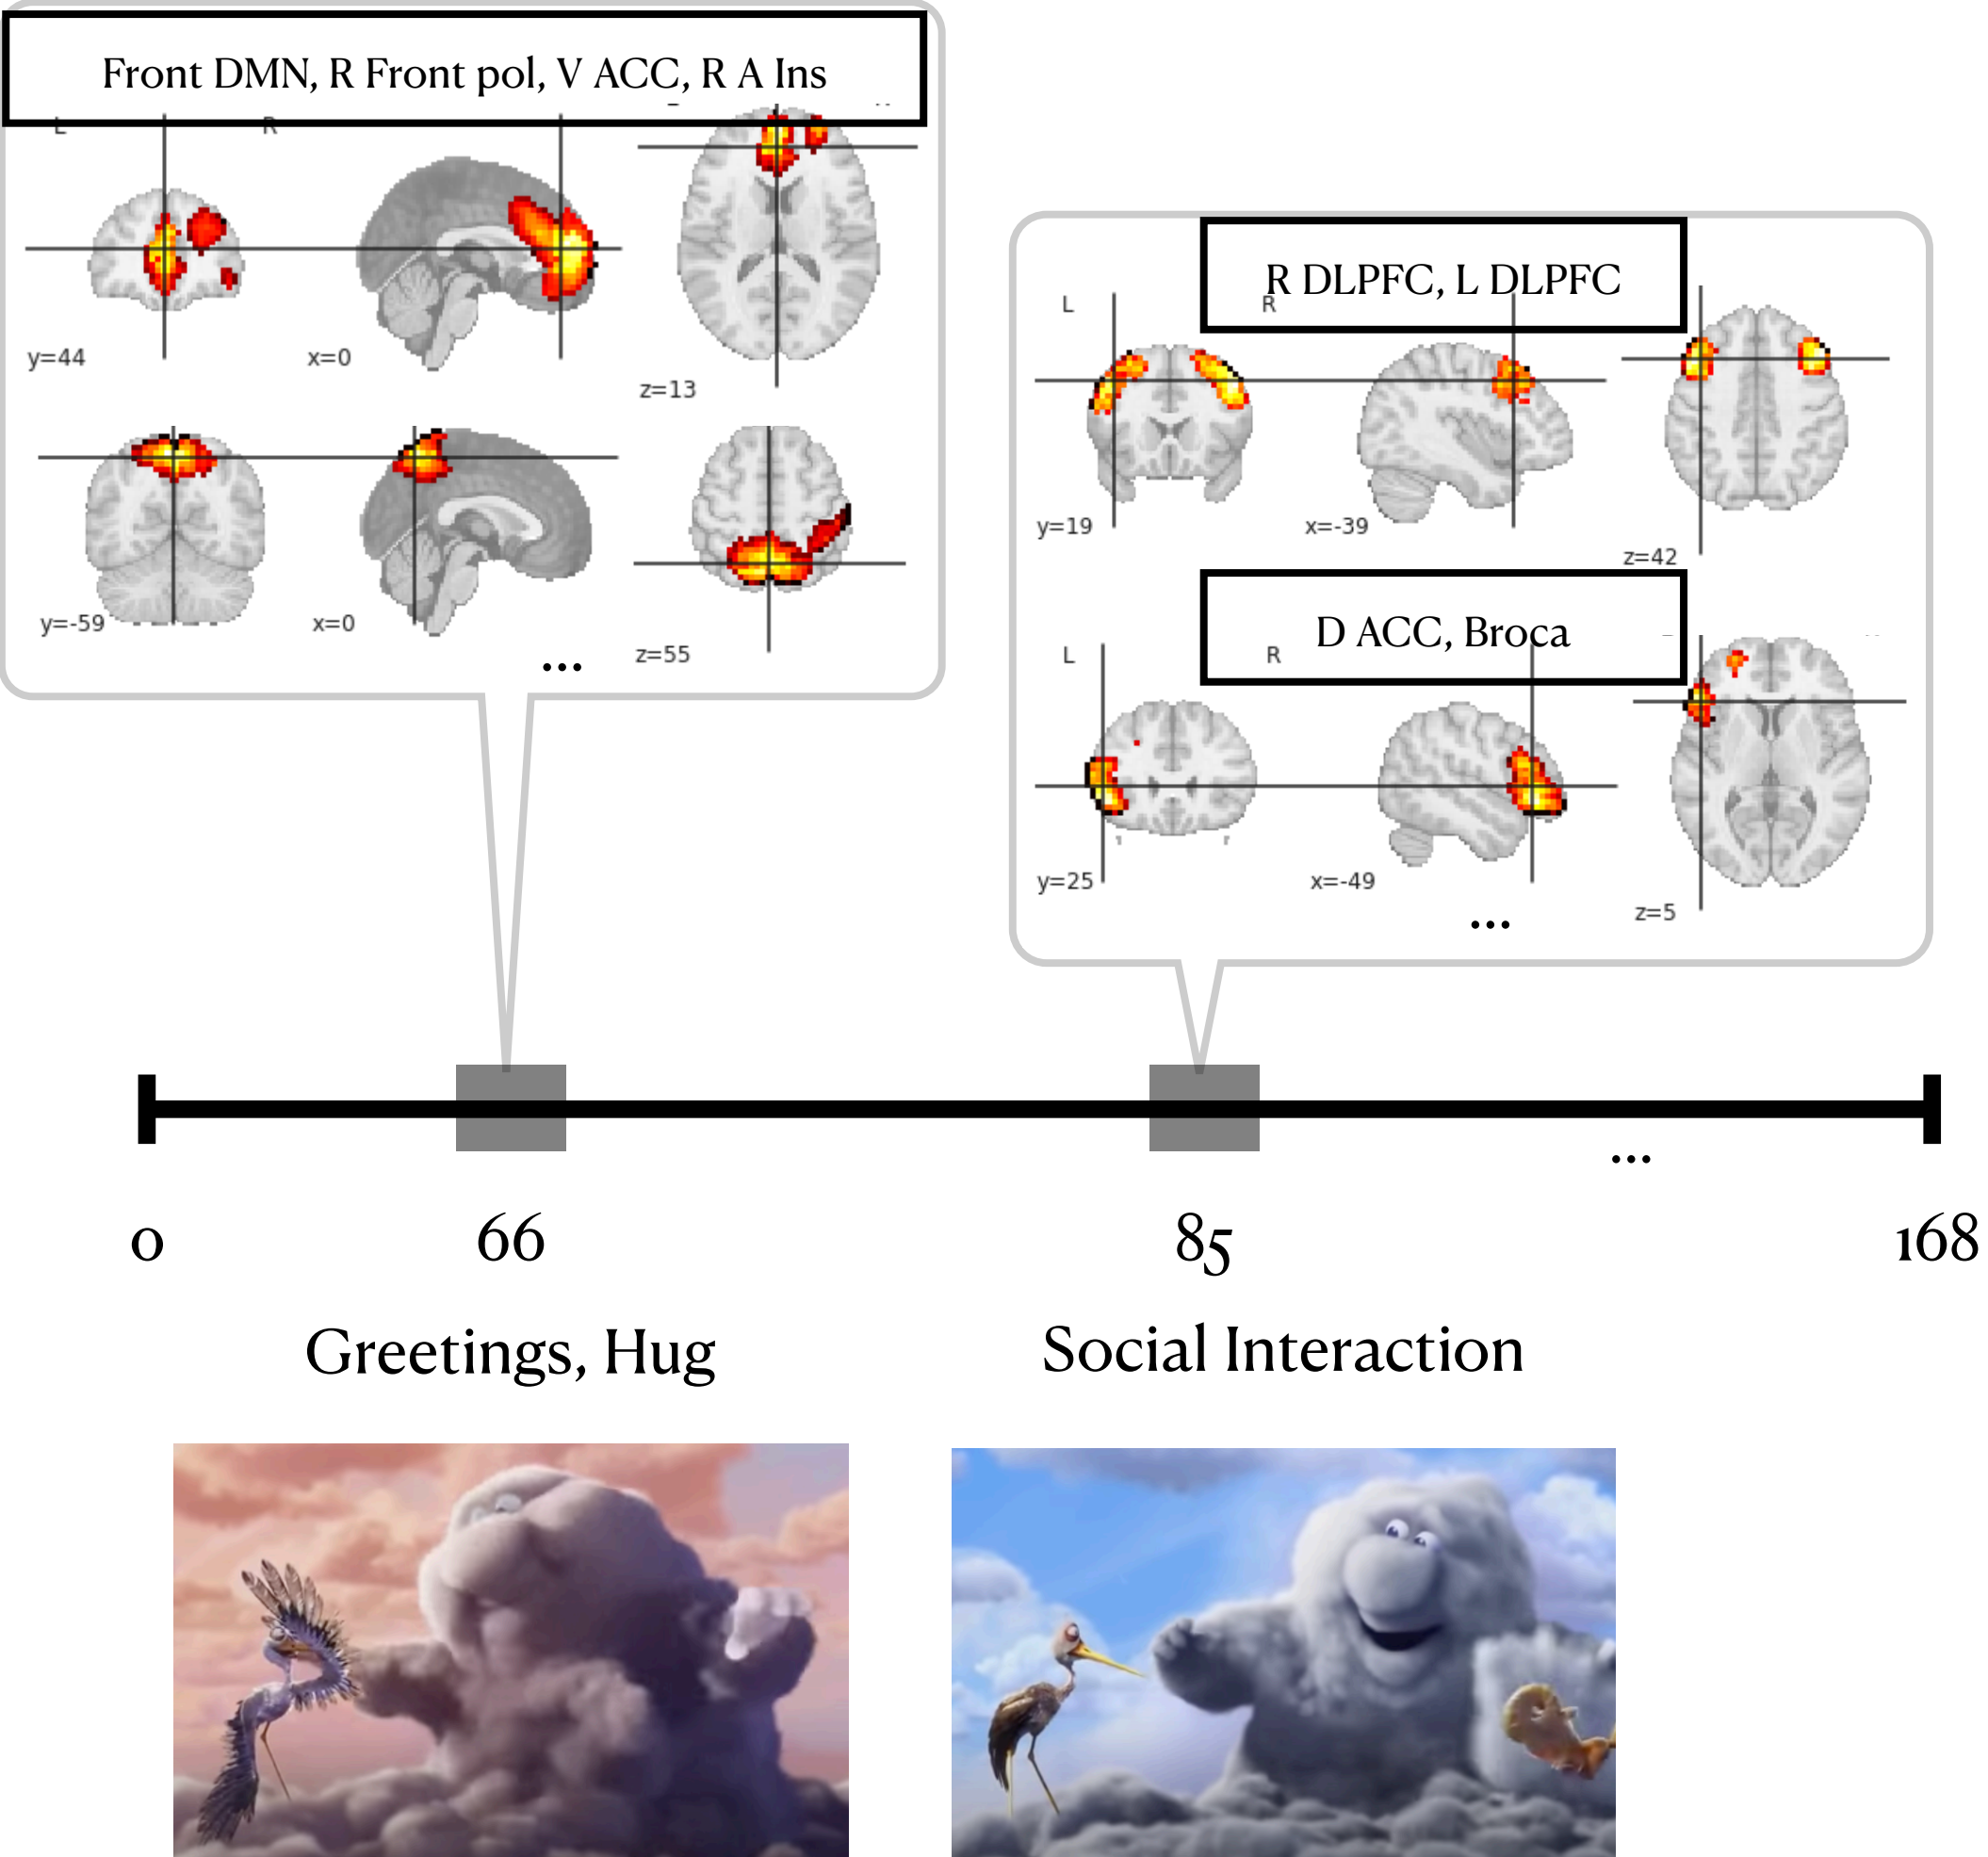 Front DMN, R Front pol, V ACC, R A Ins
L R
y=44 x=0 z=13
y=-59 x=0 z=55
...
R DLPFC, L DLPFC
L R
y=19 x=-39 z=42
D ACC, Broca
L R
y=25 x=-49 z=5
...
...
0 66 85 168
Greetings, Hug Social Interaction